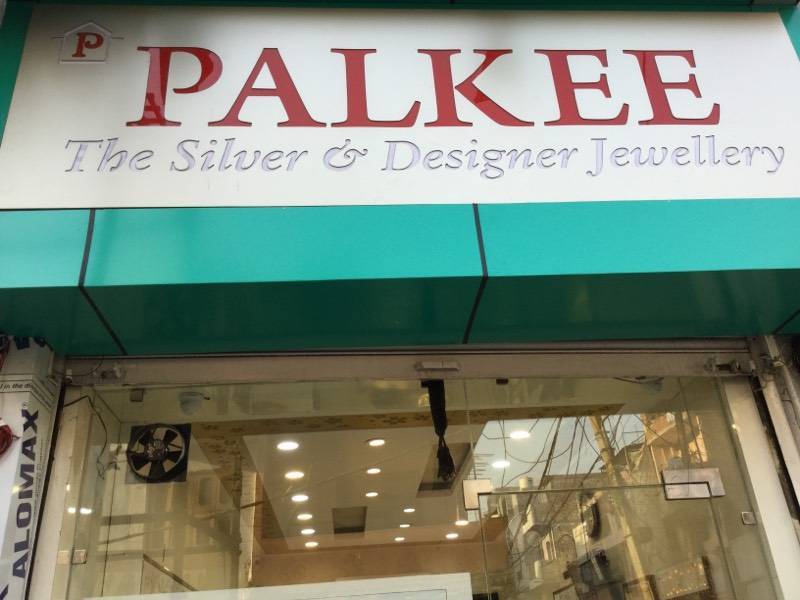 P
PALKEE
The Silver & Designer Jewellery
ALOMAX